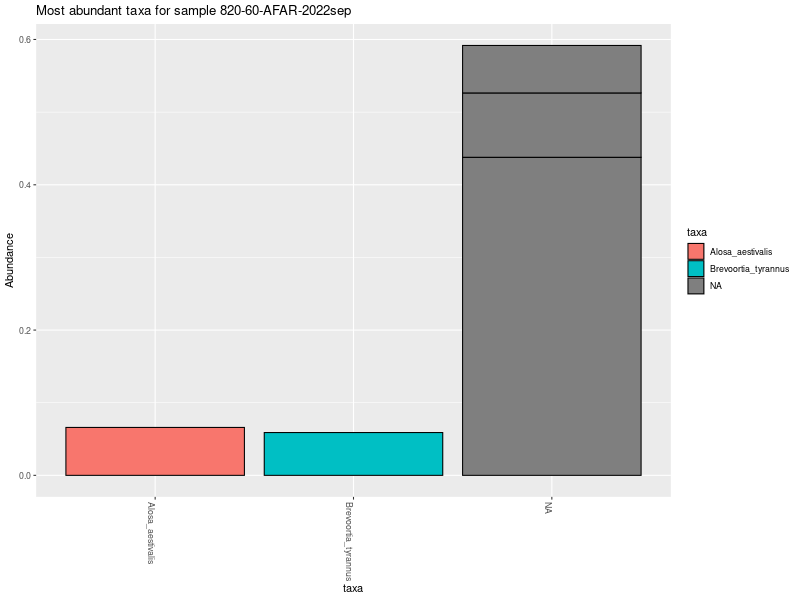 Most abundant taxa for sample 820-60-AFAR-2022sep
0.6
0.4
0.2
0.0
Abundance
Alosa_aestivalis
Brevoortia_tyrannus
NA
taxa
taxa
Alosa_aestivalis
Brevoortia_tyrannus
NA